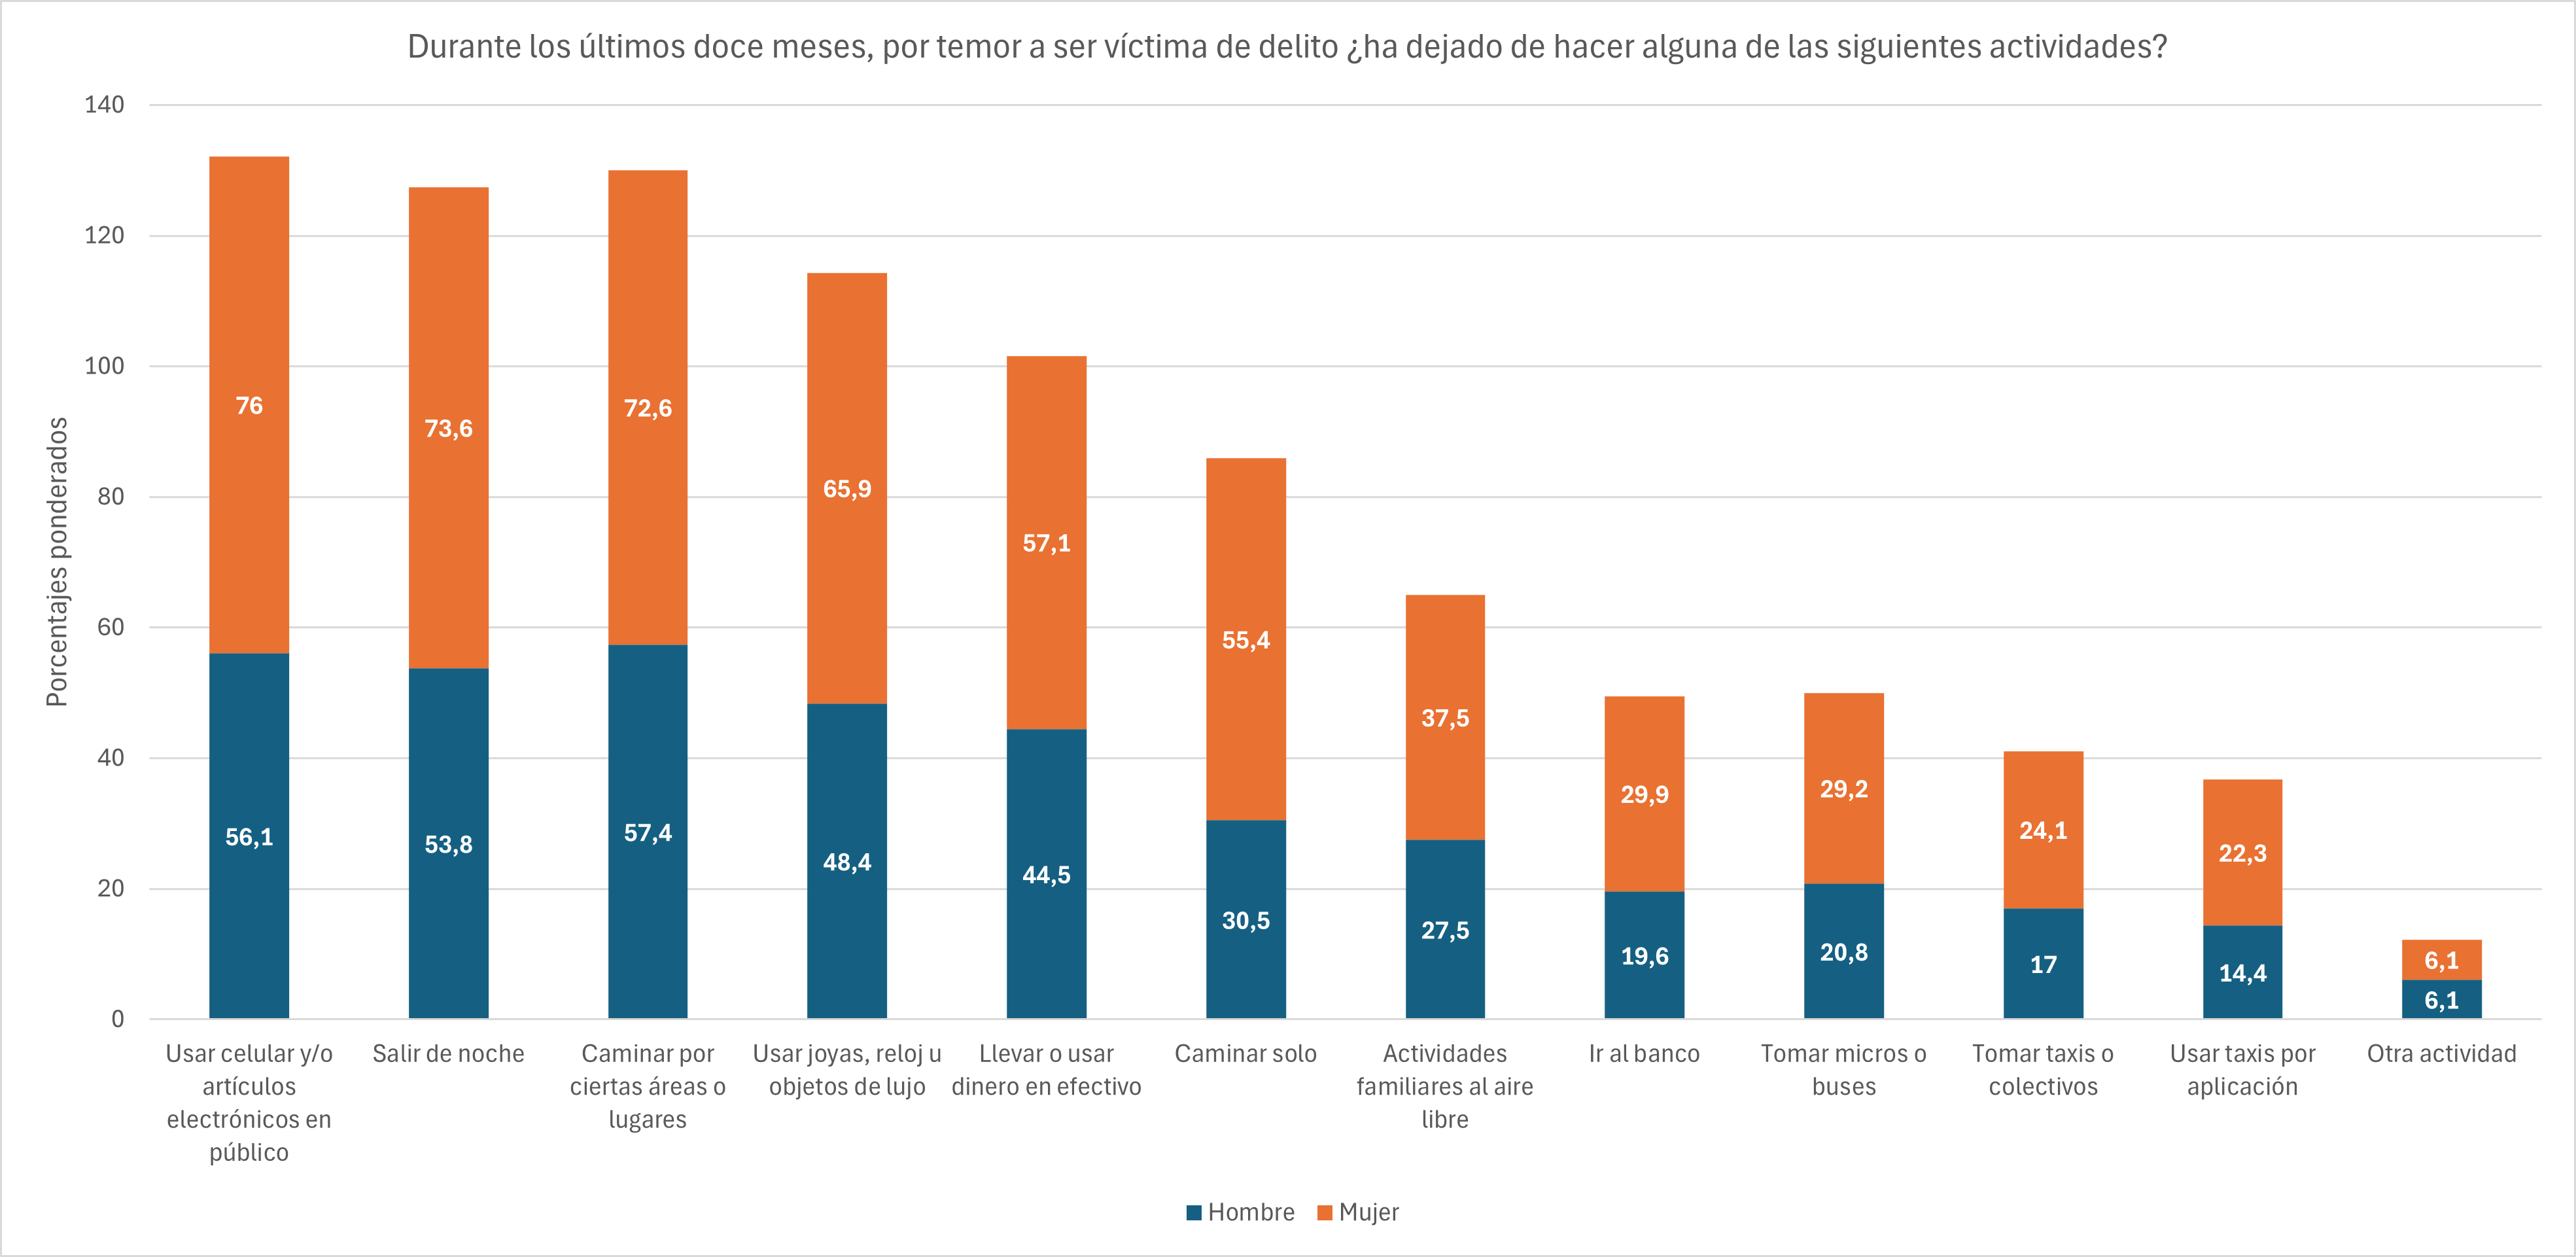 Durante los últimos doce meses, por temor a ser víctima de delito ¿ha dejado de hacer alguna de las siguientes actividades?
Porcentajes ponderados
140
120
100
80
60
40
20
0
76
73,6
72,6
65,9
57,1
55,4
37,5
29,9
29,2
24,1
22,3
6,1
56,1
53,8
57,4
48,4
44,5
30,5
27,5
19,6
20,8
17
14,4
6,1
Usar celular y/o
artículos
electrónicos en
público
Salir de noche
Caminar por
ciertas áreas o
lugares
Usar joyas, reloj u
objetos de lujo
Llevar o usar
dinero en efectivo
Caminar solo
Actividades
familiares al aire
libre
Ir al banco
Tomar micros o
buses
Tomar taxis o
colectivos
Usar taxis por
aplicación
Otra actividad
Hombre
Mujer